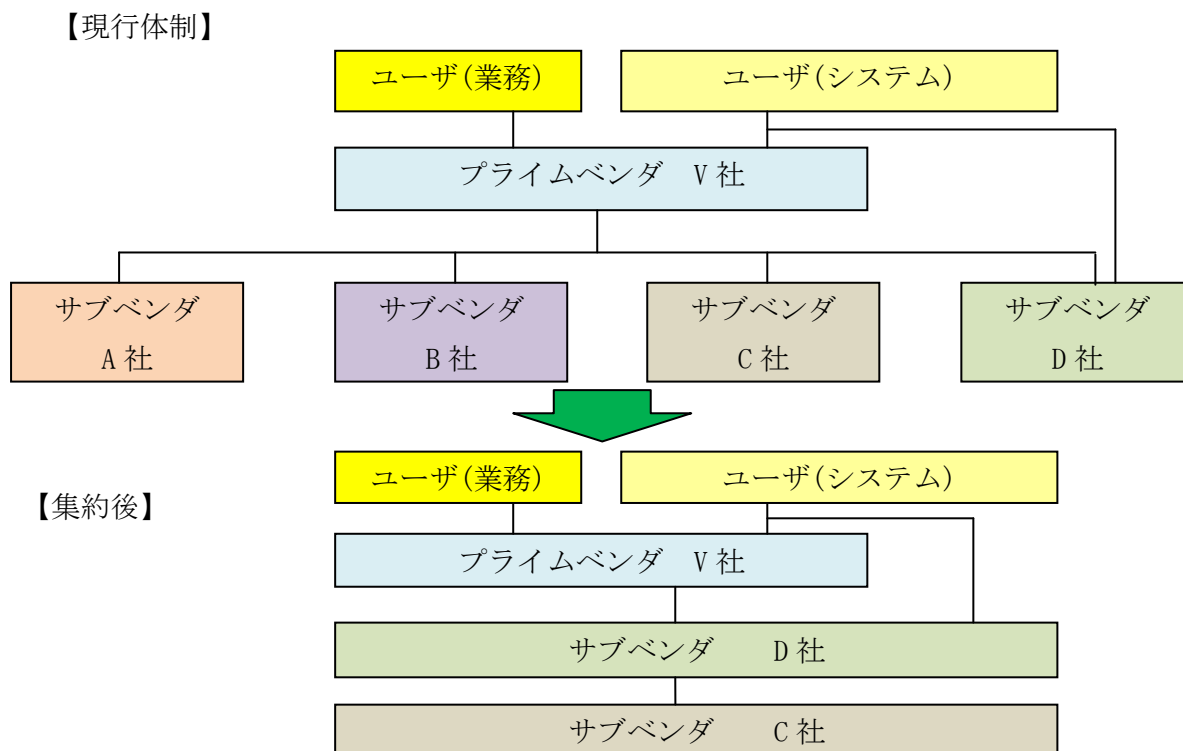 【現行体制】
ユーザ(業務)
ユーザ(システム)
プライムベンダ　V社
サブベンダ
A社
サブベンダ
B社
サブベンダ
C社
サブベンダ
D社
ユーザ(業務)
ユーザ(システム)
【集約後】
プライムベンダ　V社
サブベンダ　　D社
サブベンダ　　C社